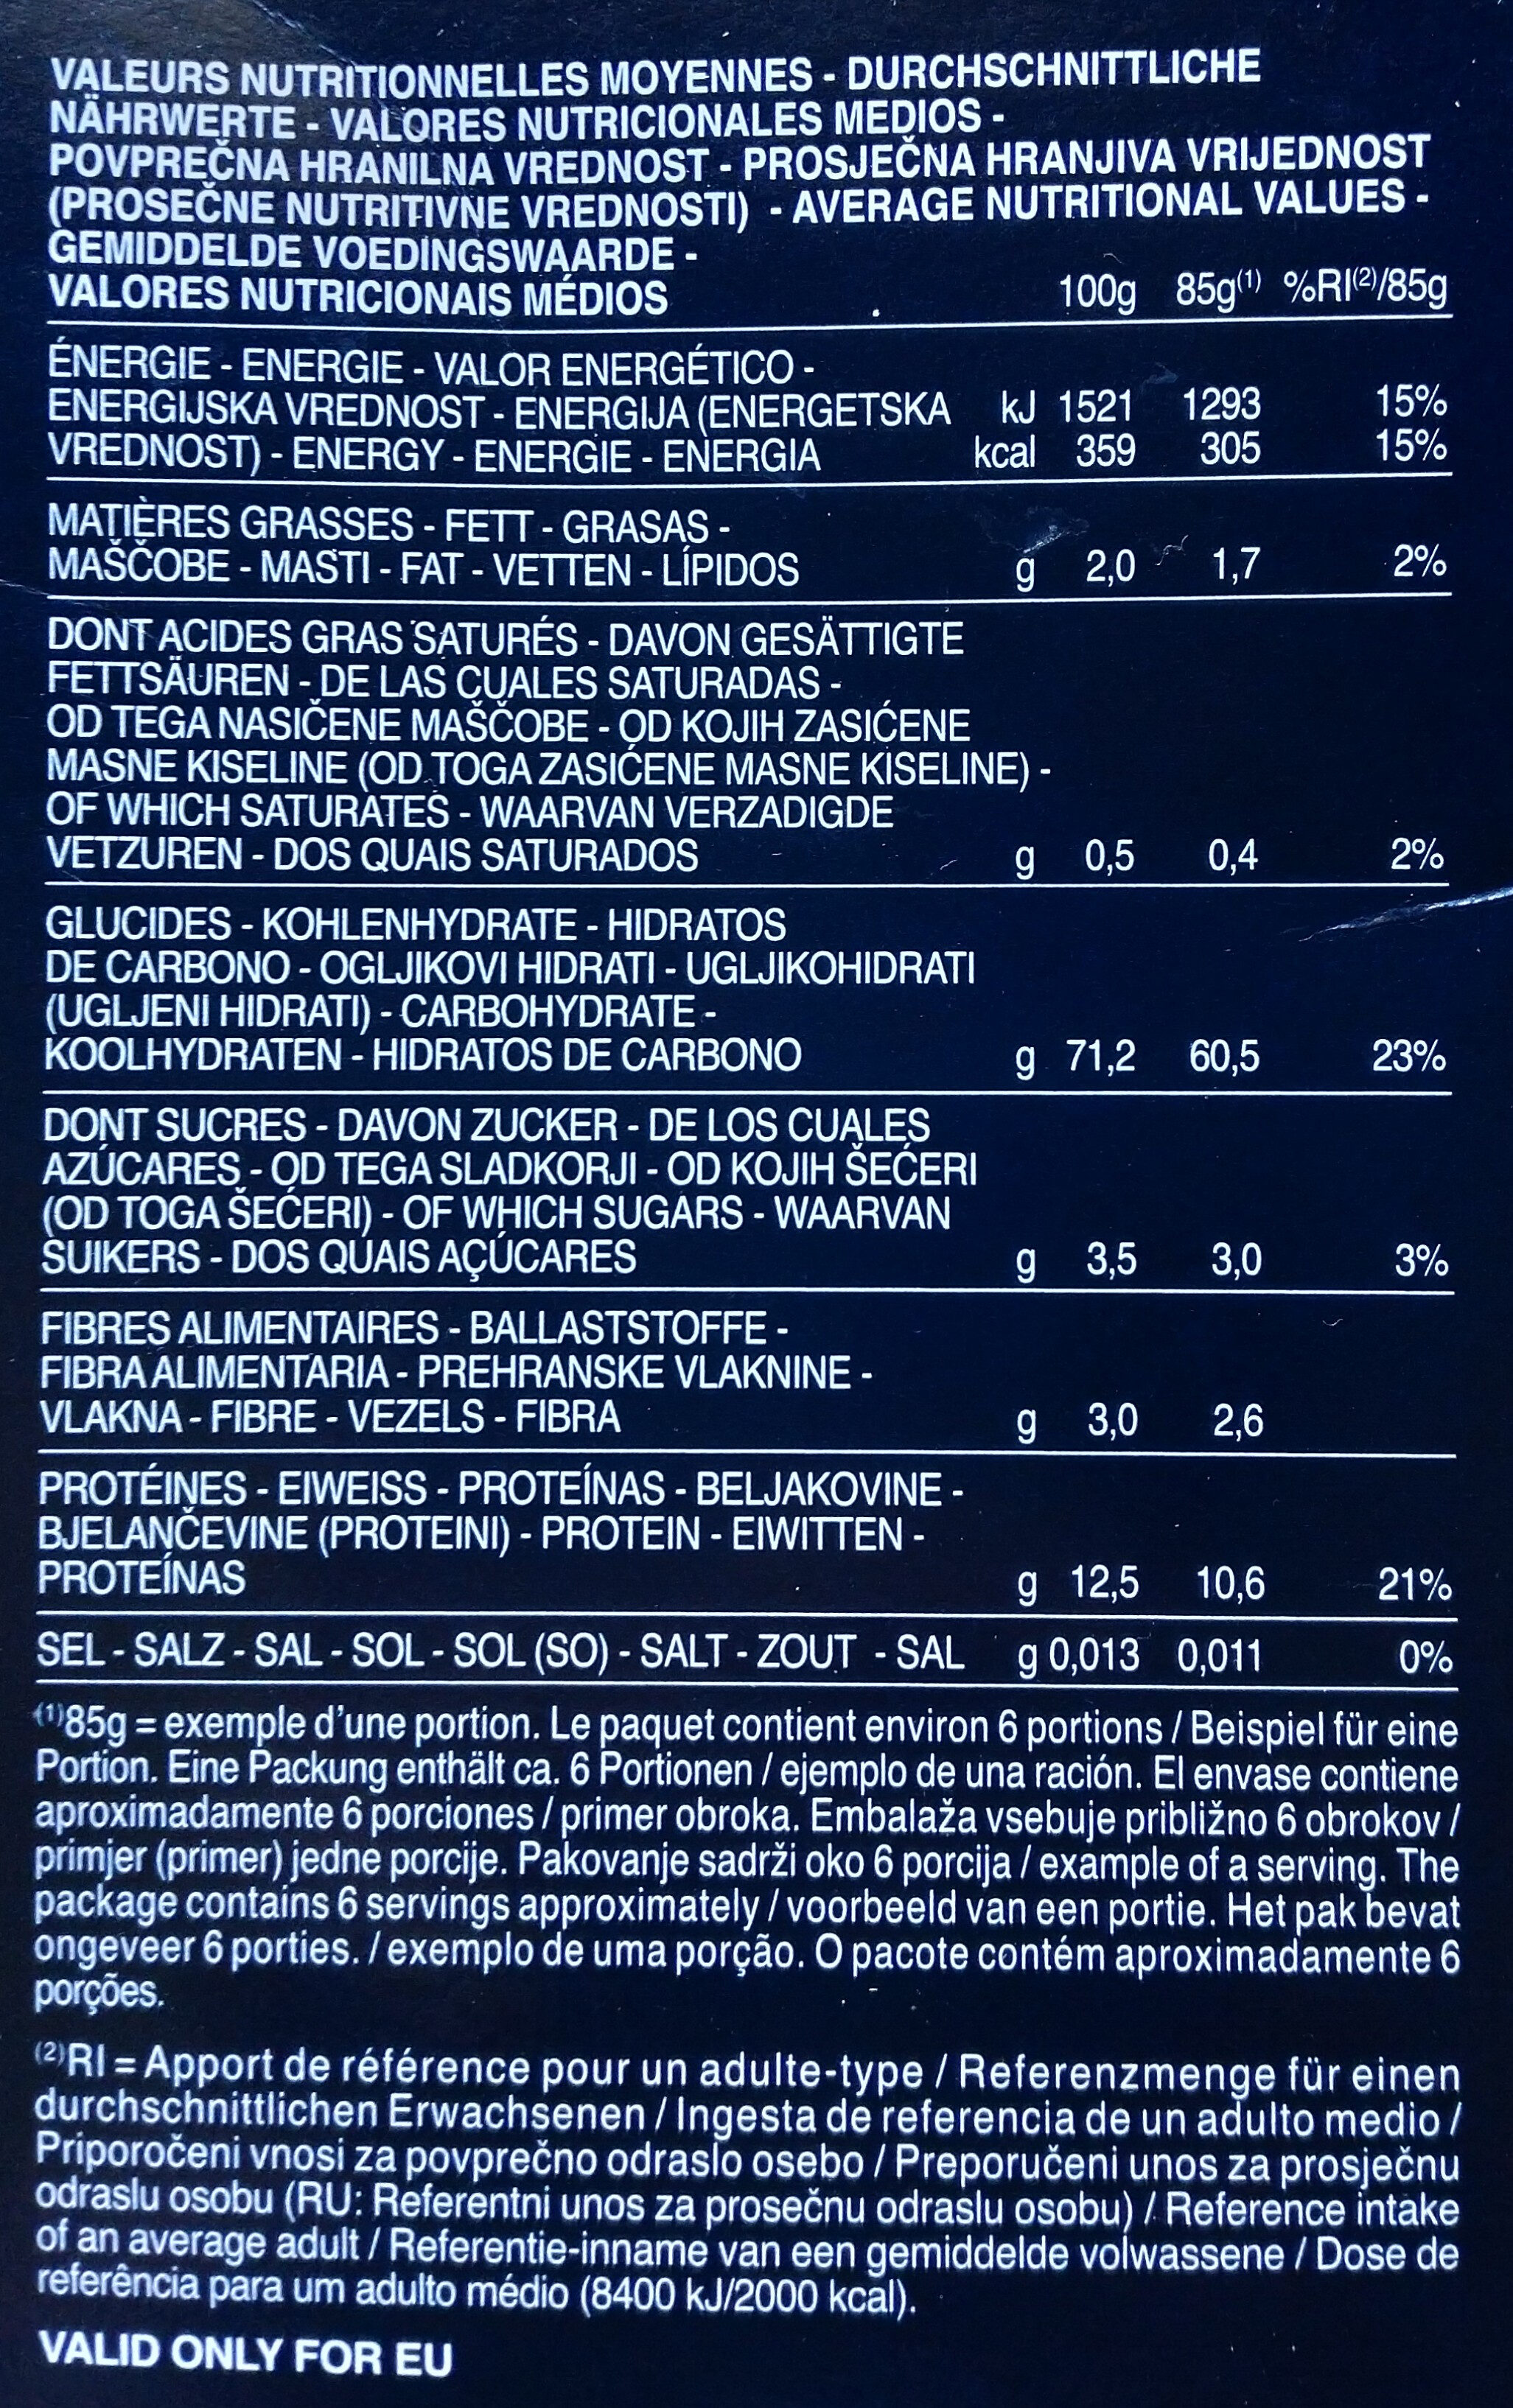 VALEURS NUTRITIONNELLES MOYENNES - DURCHSCHNITTLICHE
NÄHRWERTE - VALORES NUTRICIONALES MEDIOS -
POVPREČNA HRANILNA VREDNOST - PROSJEČNA HRANJIVA VRIJEDNOST
(PROSEČNE NUTRITIVNE VREDNOSTI) - AVERAGE NUTRITIONAL VALUES -
GEMIDDELDE VOEDINGSWAARDE -
VALORES NUTRICIONAIS MÉDIOS 100g 85g(1) %RI(2)/85g
ÉNERGIE - ENERGIE - VALOR ENERGÉTICO -
ENERGIJSKA VREDNOST - ENERGIJA (ENERGETSKA kJ 1521 1293 15%
VREDNOST) - ENERGY - ENERGIE - ENERGIA kcal 359 305 15%
MATIÈRES GRASSES - FETT - GRASAS -
MAŠČOBE - MASTI - FAT - VETTEN - LÍPIDOS g 2,0 1,7 2%
DONT ACIDES GRAS SATURÉS - DAVON GESÄTTIGTE
FETTSÄUREN - DE LAS CUALES SATURADAS -
OD TEGA NASIČENE MAŠČOBE - OD KOJIH ZASIĆENE
MASNE KISELINE (OD TOGA ZASIĆENE MASNE KISELINE) -
OF WHICH SATURATES - WAARVAN VERZADIGDE
VETZUREN - DOS QUAIS SATURADOS g 0,5 0,4 2%
GLUCIDES - KOHLENHYDRATE - HIDRATOS
DE CARBONO - OGLJIKOVI HIDRATI - UGLJIKOHIDRATI
(UGLJENI HIDRATI) - CARBOHYDRATE -
KOOLHYDRATEN - HIDRATOS DE CARBONO g 71,2 60,5 23%
DONT SUCRES - DAVON ZUCKER - DE LOS CUALES
AZÚCARES - OD TEGA SLADKORJI - OD KOJIH ŠEĆERI
(OD TOGA ŠEĆERI) - OF WHICH SUGARS - WAARVAN
SUIKERS - DOS QUAIS AÇÚCARES g 3,5 3,0 3%
FIBRES ALIMENTAIRES - BALLASTSTOFFE -
FIBRA ALIMENTARIA - PREHRANSKE VLAKNINE -
VLAKNA - FIBRE - VEZELS - FIBRA g 3,0 2,6
PROTÉINES - EIWEISS - PROTEÍNAS - BELJAKOVINE -
BJELANČEVINE (PROTEINI) - PROTEIN - EIWITTEN -
PROTEÍNAS g 12,5 10,6 21%
SEL - SALZ - SAL - SOL - SOL (SO) - SALT - ZOUT - SAL g 0,013 0,011 0%
(1)85g = exemple d'une portion. Le paquet contient environ 6 portions / Beispiel für eine
Portion. Eine Packung enthält ca. 6 Portionen / ejemplo de una ración. El envase contiene
aproximadamente 6 porciones / primer obroka. Embalaža vsebuje približno 6 obrokov /
primjer (primer) jedne porcije. Pakovanje sadrži oko 6 porcija / example of a serving. The
package contains 6 servings approximately / voorbeeld van een portie. Het pak bevat
ongeveer 6 porties. / exemplo de uma porção. O pacote contém aproximadamente 6
porções.
(2)RI = Apport de référence pour un adulte-type / Referenzmenge für einen
durchschnittlichen Erwachsenen / Ingesta de referencia de un adulto medio /
Priporočeni vnosi za povprečno odraslo osebo / Preporučeni unos za prosječnu
odraslu osobu (RU: Referentni unos za prosečnu odraslu osobu) / Reference intake
of an average adult / Referentie-inname van een gemiddelde volwassene / Dose de
referência para um adulto médio (8400 kJ/2000 kcal).
VALID ONLY FOR EU